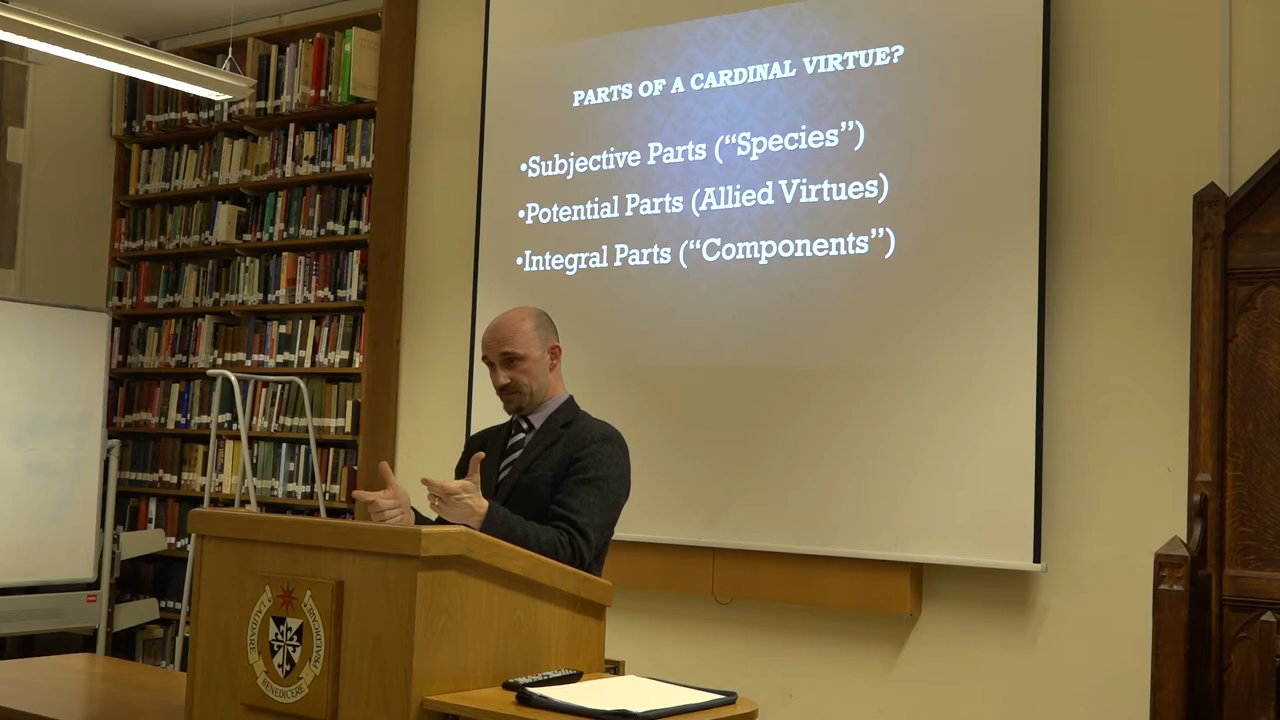 PARTS OF A CARDINAL VIRTUE?
•Subjective Parts (“Species”)
•Potential Parts (Allied Virtues)
•Integral Parts (“Components”)
LAUDARE
BENEDICERE
PRAEDICARE